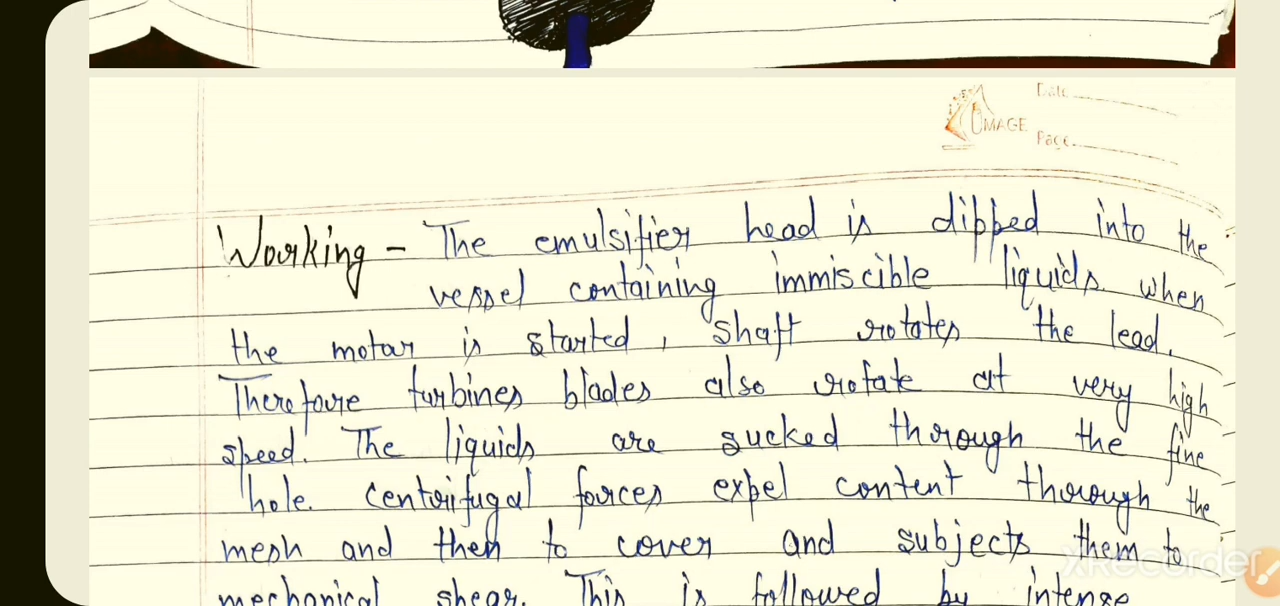 Date
IMAGE
Page
Working - The emulsifier head is dipped into the
vessel containing immiscible liquids. when
the motar is started, shaft rotates the lead.
Therefore turbines blades also rotate at very high
speed. The liquids are sucked through the fine
hole. centrifugal forces expel content through the
mesh and then to cover and subjects them to
mechanical shear. This is followed by intense
XRecorder